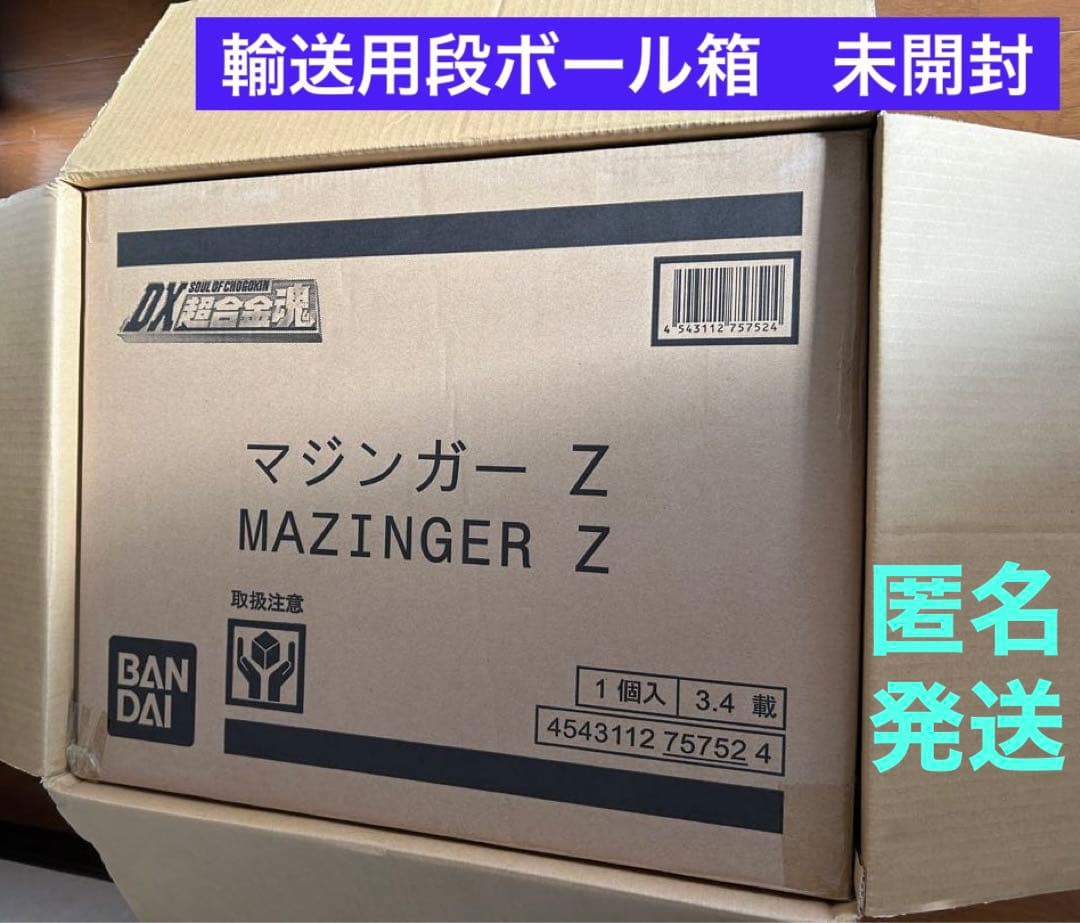 輸送用段ボール箱　未開封
SOUL OF CHOGOKIN
DX超合金魂
4 543112 757524
マジンガー Z
MAZINGER Z
取扱注意
BAN
DAI
1個入 3.4 載
4543112 75752 4
匿名
発送